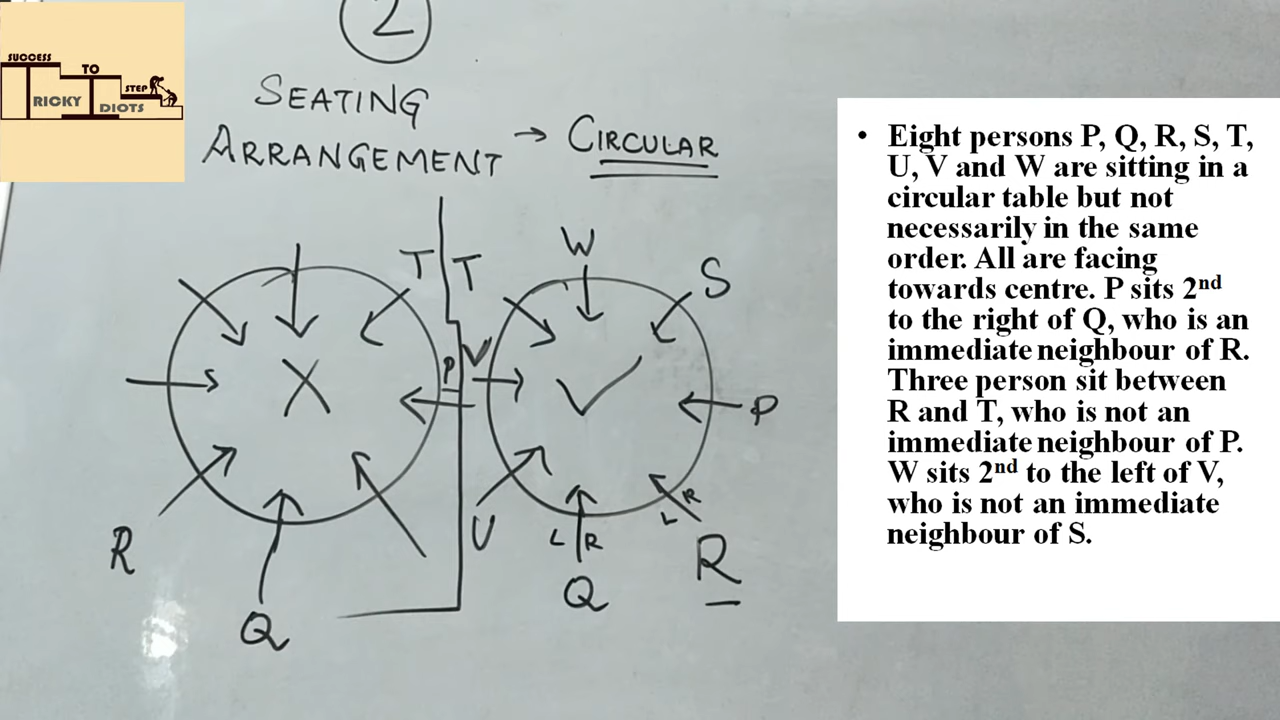 2
SUCCESS
TO
STEP
RICKY
DIOTS
SEATING
ARRANGEMENT → CIRCULAR
• Eight persons P, Q, R, S, T,
U, V and W are sitting in a
circular table but not
necessarily in the same
order. All are facing
towards centre. P sits 2nd
to the right of Q, who is an
immediate neighbour of R.
Three person sit between
R and T, who is not an
immediate neighbour of P.
W sits 2nd to the left of V,
who is not an immediate
neighbour of S.
T
P
R
Q
X
W
T
S
V
P
U
L R
Q
L R
R